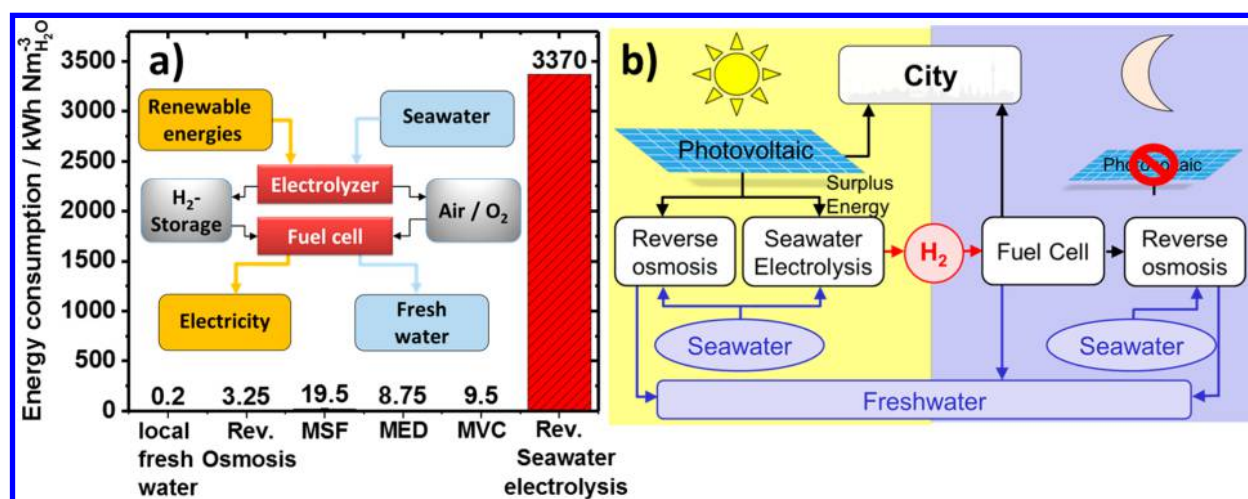 a)
Energy consumption / kWh Nm⁻³H₂O
3500
3000
2500
2000
1500
1000
500
0
3370
Renewable
energies
Seawater
Electrolyzer
H₂-
Storage
Air / O₂
Fuel cell
Electricity
Fresh
water
0.2
3.25
19.5
8.75
9.5
local
fresh
water
Rev.
Osmosis
MSF
MED
MVC
Rev.
Seawater
electrolysis
b)
City
Photovoltaic
Photovoltaic
Surplus
Energy
Reverse
osmosis
Seawater
Electrolysis
H₂
Fuel Cell
Reverse
osmosis
Seawater
Seawater
Freshwater